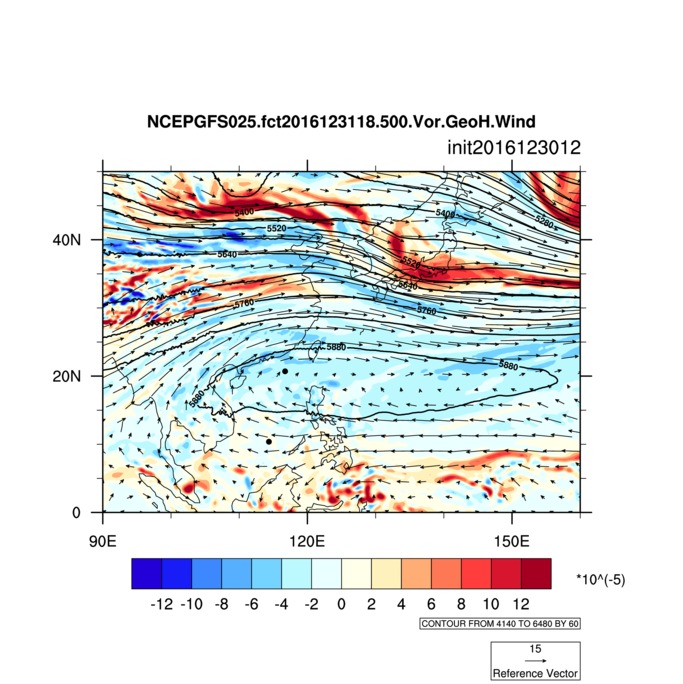 NCEPGFS025.fct2016123118.500.Vor.GeoH.Wind
init2016123012
5400
5400
5280
5520
40N
5640
5520
5640
5760
5760
5880
5880
20N
5880
0
90E 120E 150E
-12 -10 -8 -6 -4 -2 0 2 4 6 8 10 12
*10^(-5)
CONTOUR FROM 4140 TO 6480 BY 60
15
Reference Vector